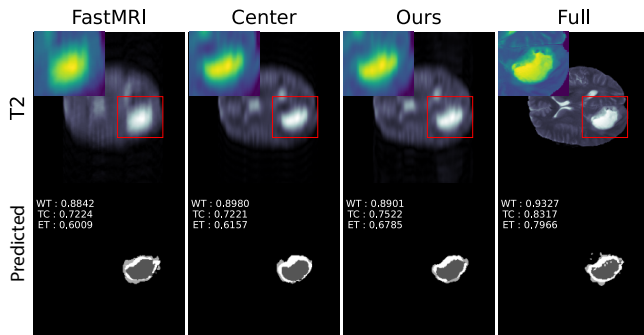 FastMRI Center Ours Full
T2
WT : 0.8842 WT : 0.8980 WT : 0.8901 WT : 0.9327
TC : 0.7224 TC : 0.7221 TC : 0.7522 TC : 0.8317
ET : 0,6009 ET : 0,6157 ET : 0,6785 ET : 0,7966
Predicted